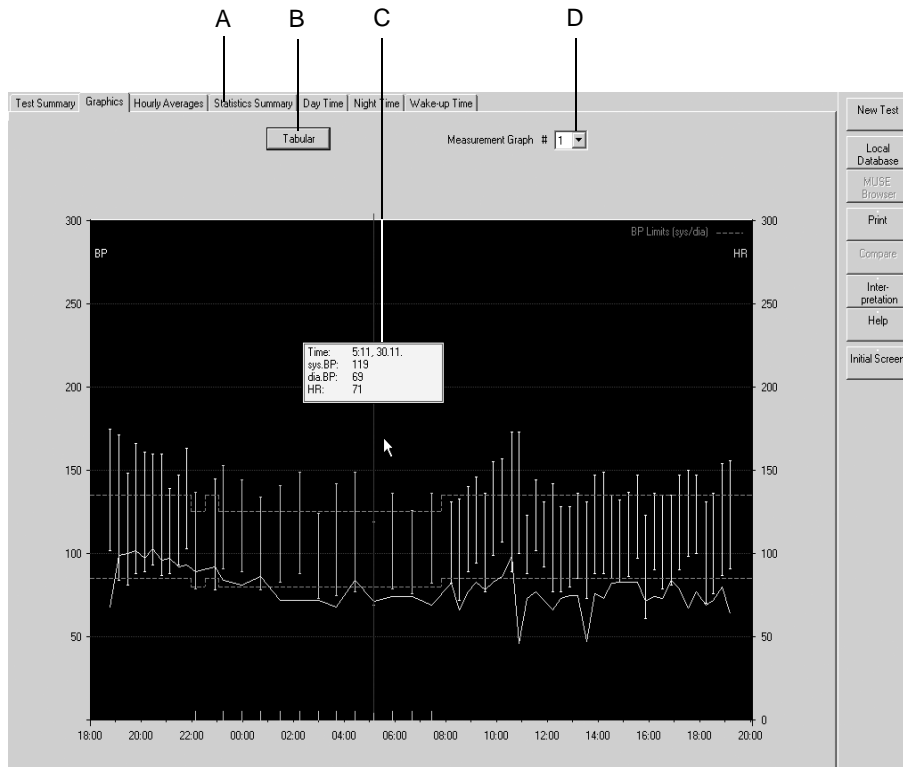 A B C D
Test Summary Graphics Hourly Averages Statistics Summary Day Time Night Time Wake-up Time
Tabular
Measurement Graph # 1
New Test
Local
Database
MUSE
Browser
Print
Compare
Inter-
pretation
Help
Initial Screen
300 300
BP Limits (sys/dia)
BP HR
250 250
Time: 5:11, 30.11.
sys.BP: 119
dia.BP: 69
HR: 71
200 200
150 150
100 100
50 50
0
18:00 20:00 22:00 00:00 02:00 04:00 06:00 08:00 10:00 12:00 14:00 16:00 18:00 20:00